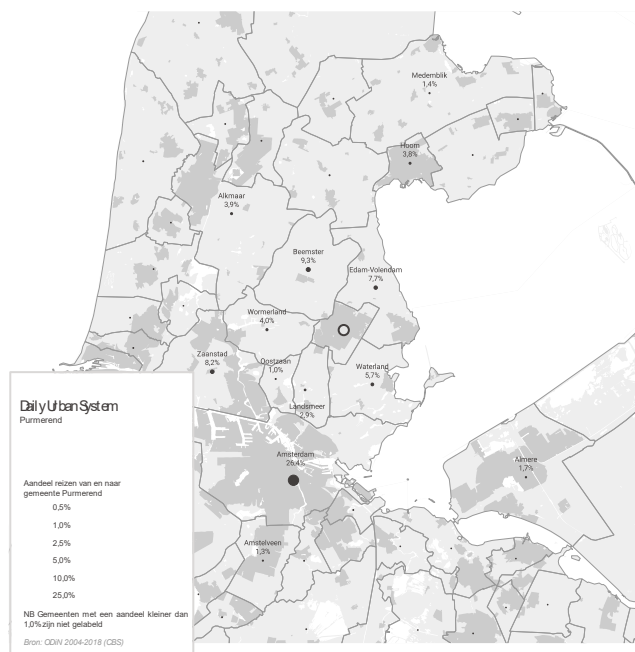 Medemblik
1,4%
Hoorn
3,8%
Alkmaar
3,9%
Beemster
9,3%
Edam-Volendam
7,7%
Wormerland
4,0%
Zaanstad
8,2%
Oostzaan
1,0%
Waterland
5,7%
Landsmeer
2,9%
Amsterdam
26,4%
Almere
1,7%
Amstelveen
1,3%
Daily Urban System
Purmerend
Aandeel reizen van en naar
gemeente Purmerend
0,5%
1,0%
2,5%
5,0%
10,0%
25,0%
NB Gemeenten met een aandeel kleiner dan
1,0% zijn niet gelabeld
Bron: ODiN 2004-2018 (CBS)